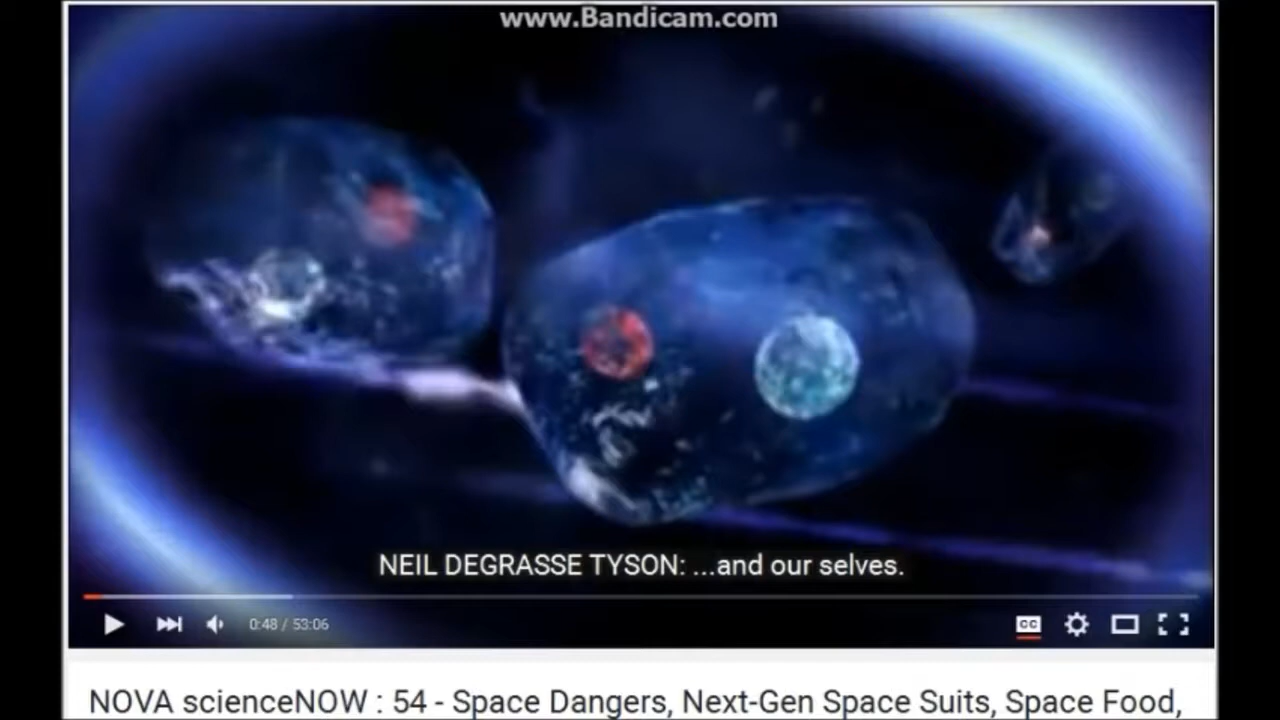 www.Bandicam.com
NEIL DEGRASSE TYSON: ...and our selves.
0:48 / 53:06
CC
NOVA scienceNOW : 54 - Space Dangers, Next-Gen Space Suits, Space Food,